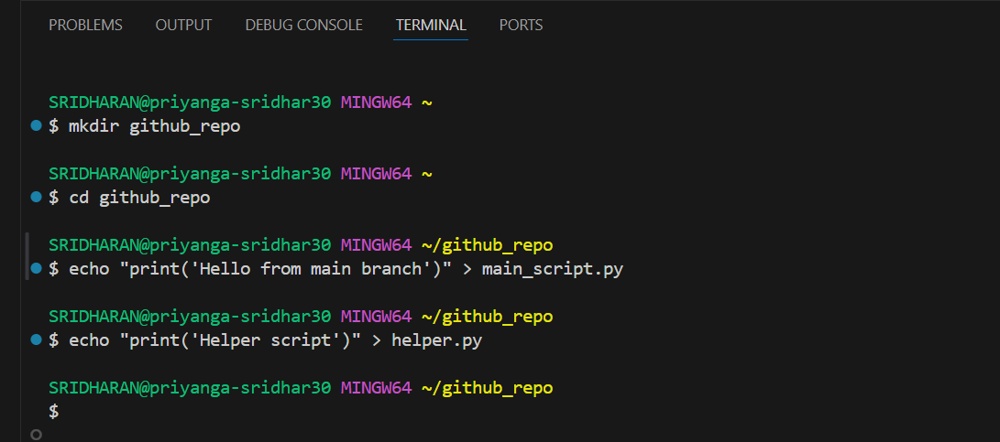 PROBLEMS OUTPUT DEBUG CONSOLE TERMINAL PORTS
SRIDHARAN@priyanga-sridhar30 MINGW64 ~
$ mkdir github_repo
SRIDHARAN@priyanga-sridhar30 MINGW64 ~
$ cd github_repo
SRIDHARAN@priyanga-sridhar30 MINGW64 ~/github_repo
$ echo "print('Hello from main branch')" > main_script.py
SRIDHARAN@priyanga-sridhar30 MINGW64 ~/github_repo
$ echo "print('Helper script')" > helper.py
SRIDHARAN@priyanga-sridhar30 MINGW64 ~/github_repo
$